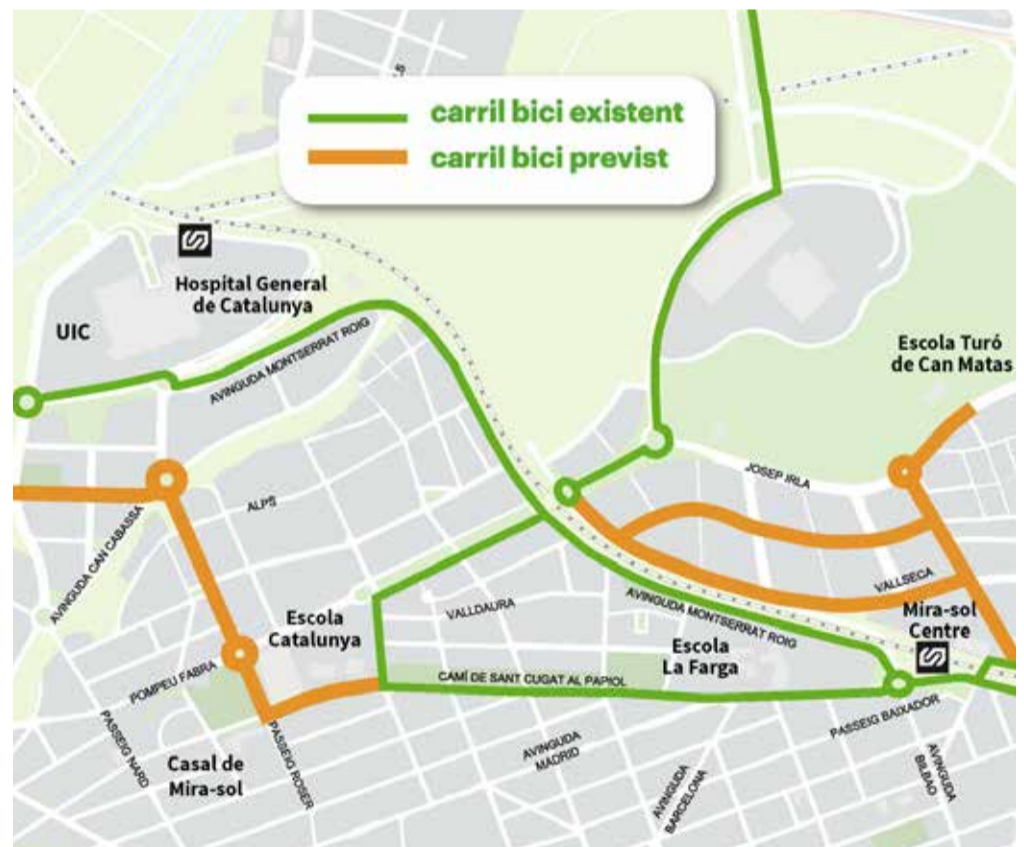 carril bici existent
carril bici previst
Hospital General
de Catalunya
UIC
AVINGUDA MONTSERRAT ROIG
Escola Turó
de Can Matas
JOSEP IRLA
ALPS
AVINGUDA CAN CABASSA
VALLSECA
VALLDAURA
AVINGUDA MONTSERRAT ROIG
Mira-sol
Centre
Escola
Catalunya
Escola
La Farga
POMPEU FABRA
CAMÍ DE SANT CUGAT AL PAPIOL
PASSEIG NARD
PASSEIG ROSER
PASSEIG BAIXADOR
Casal de
Mira-sol
AVINGUDA
MADRID
AVINGUDA
BARCELONA
AVINGUDA
BILBAO